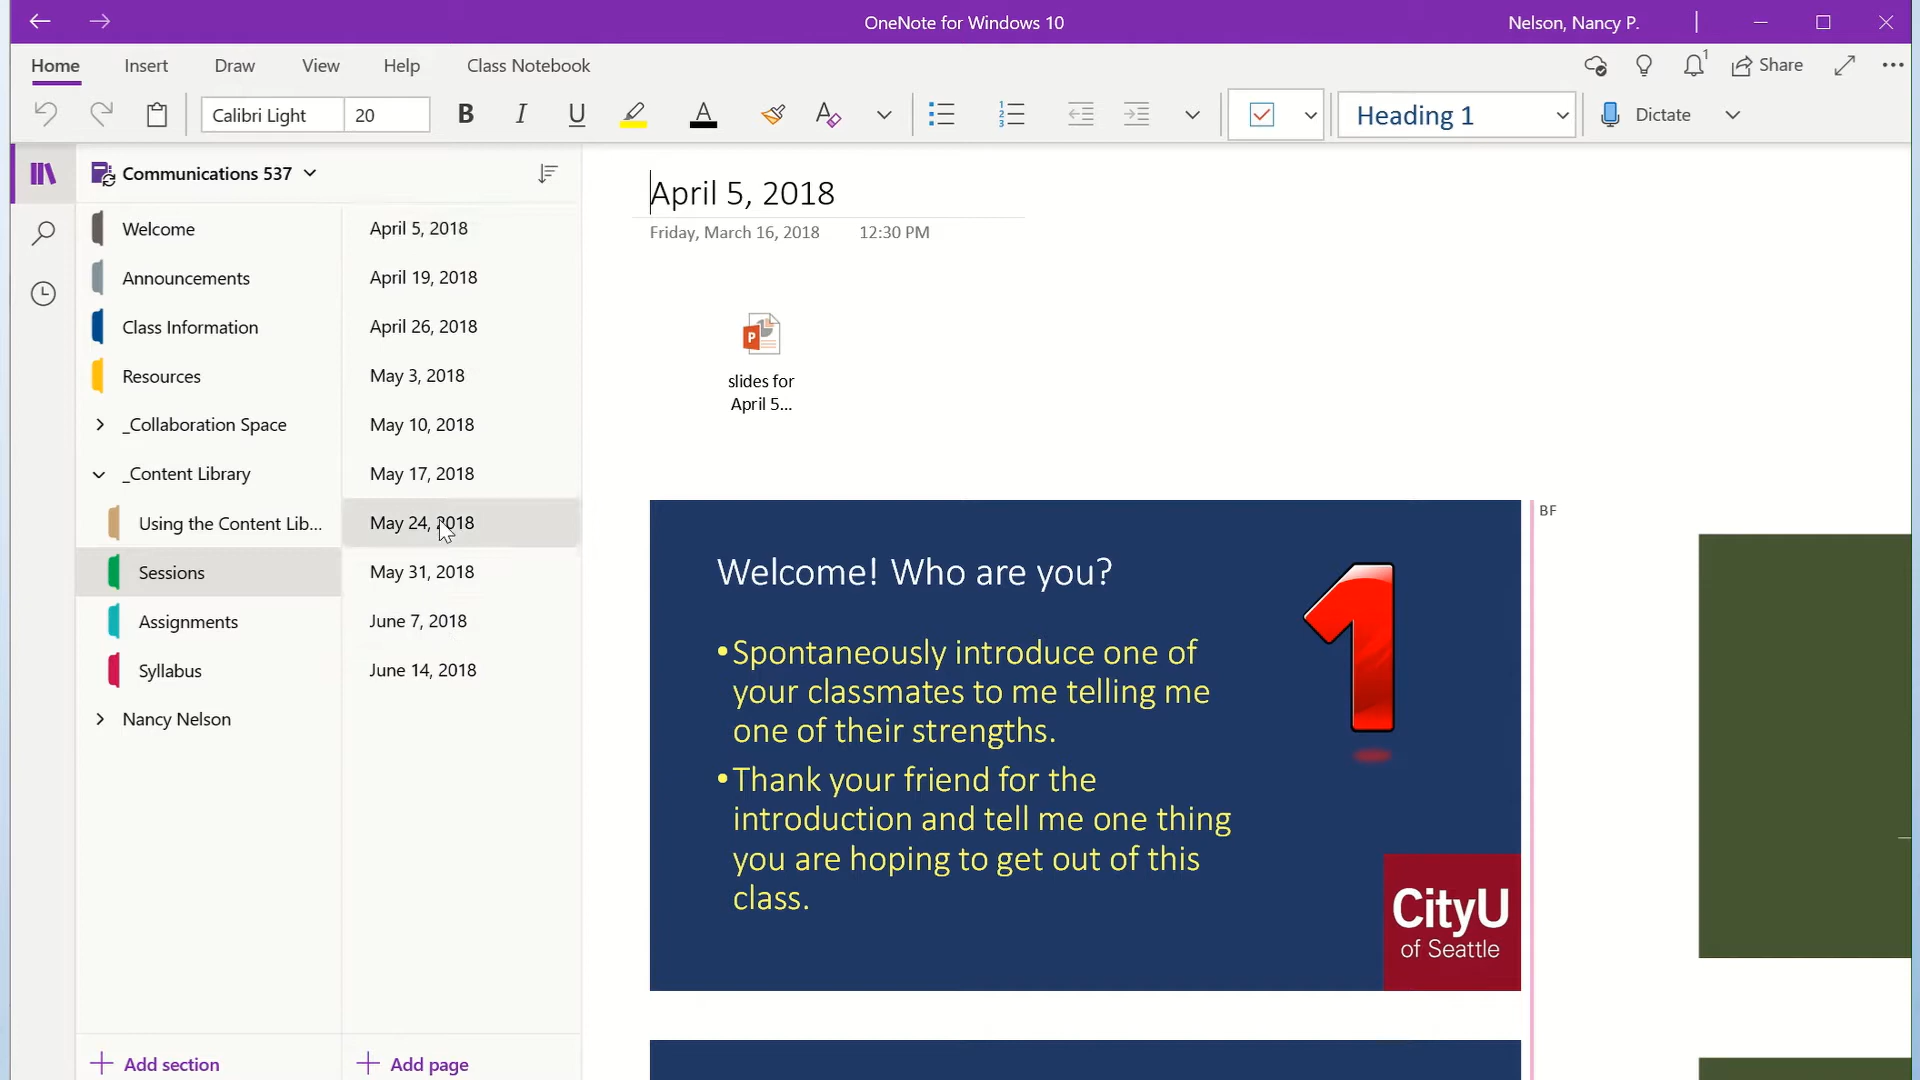 OneNote for Windows 10
Nelson, Nancy P.
Home Insert Draw View Help Class Notebook
1 Share
Calibri Light 20 B I U A A Heading 1 Dictate
Communications 537
Welcome
Announcements
Class Information
Resources
_Collaboration Space
_Content Library
Using the Content Lib...
Sessions
Assignments
Syllabus
Nancy Nelson
Add section
April 5, 2018
April 19, 2018
April 26, 2018
May 3, 2018
May 10, 2018
May 17, 2018
May 24, 2018
May 31, 2018
June 7, 2018
June 14, 2018
Add page
April 5, 2018
Friday, March 16, 2018 12:30 PM
P
slides for
April 5...
BF
Welcome! Who are you?
1
•Spontaneously introduce one of
your classmates to me telling me
one of their strengths.
•Thank your friend for the
introduction and tell me one thing
you are hoping to get out of this
class.
CityU
of Seattle